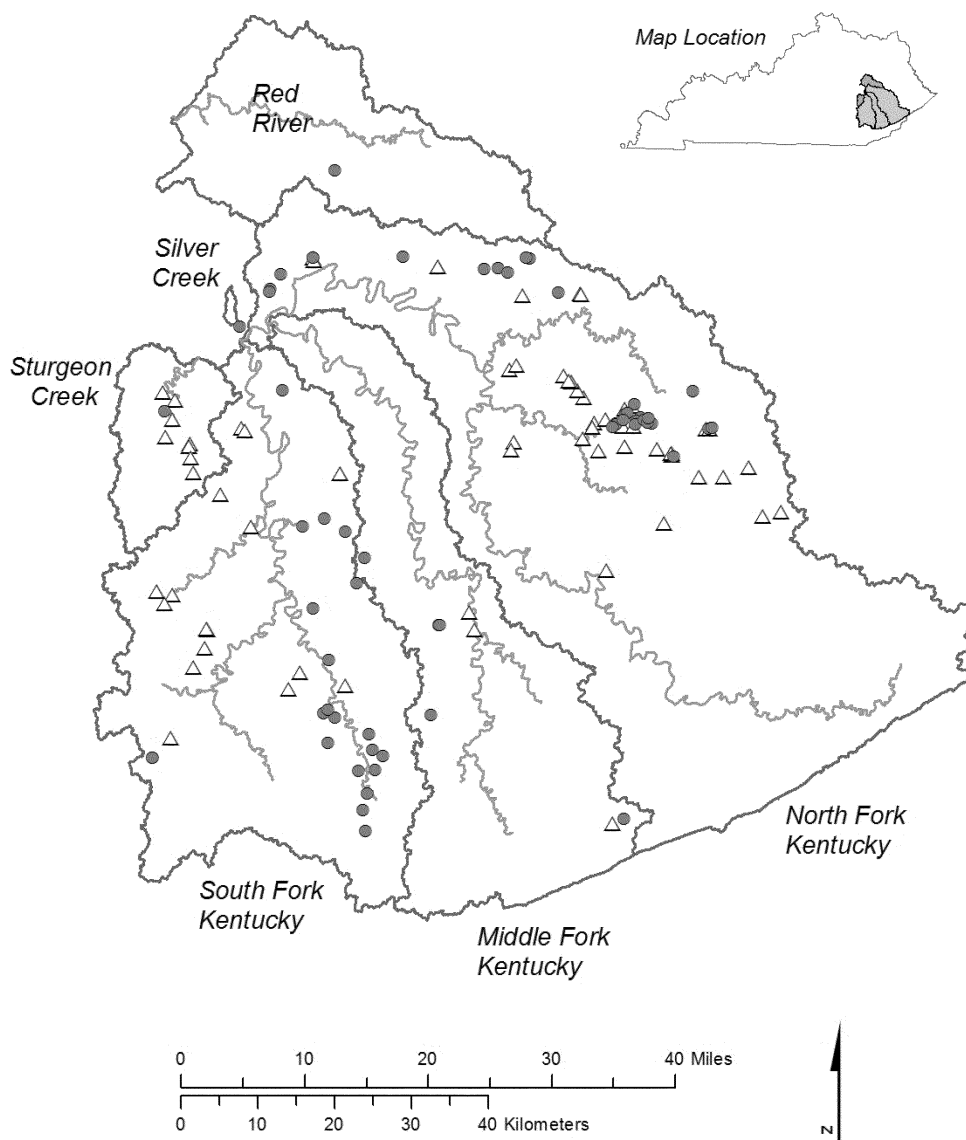 Map Location
Red
River
Silver
Creek
Sturgeon
Creek
North Fork
Kentucky
South Fork
Kentucky
Middle Fork
Kentucky
0 10 20 30 40 Miles
0 10 20 30 40 Kilometers
N